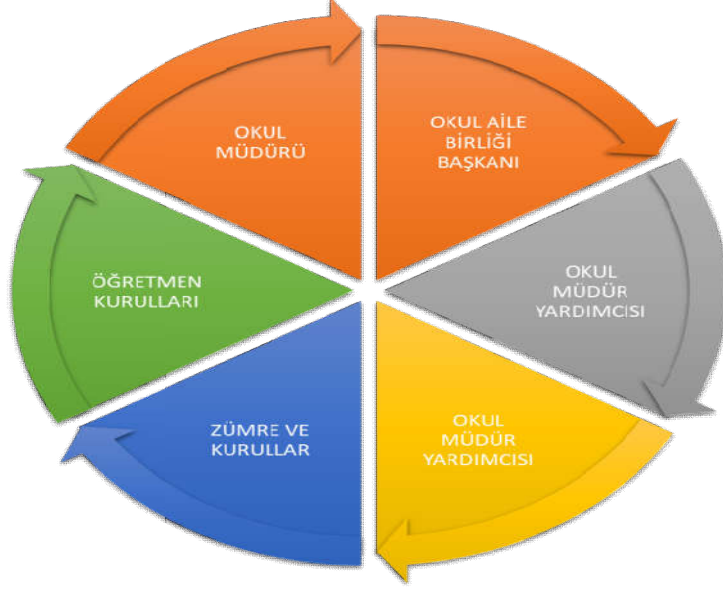 OKUL
MÜDÜRÜ
OKUL AİLE
BİRLİĞİ
BAŞKANI
OKUL
MÜDÜR
YARDIMCISI
OKUL
MÜDÜR
YARDIMCISI
ZÜMRE VE
KURULLAR
ÖĞRETMEN
KURULLARI